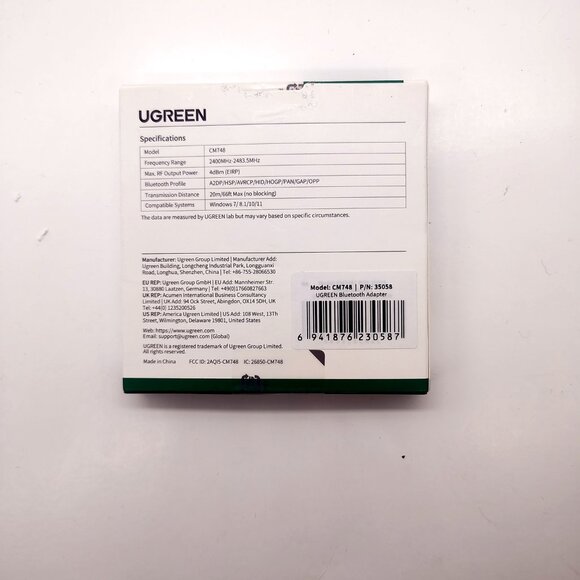 UGREEN
Specifications
Model CM748
Frequency Range 2400MHz-2483.5MHz
Max. RF Output Power 4dBm (EIRP)
Bluetooth Profile A2DP/HSP/AVRCP/HID/HOGP/PAN/GAP/OPP
Transmission Distance 20m/66ft Max (no blocking)
Compatible Systems Windows 7/ 8.1/10/11
The data are measured by UGREEN lab but may vary based on specific circumstances.
Manufacturer: Ugreen Group Limited | Manufacturer Add:
Ugreen Building, Longcheng Industrial Park, Longguanxi
Road, Longhua, Shenzhen, China | Tel: +86-755-28066530
EU REP: Ugreen Group GmbH | EU Add: Mannheimer Str.
13, 30880 Laatzen, Germany | Tel: +49(0)17660827663
UK REP: Acumen International Business Consultancy
Limited | UK Add: 94 Ock Street, Abingdon, OX14 5DH, UK
Tel: +44(0) 1235200526
US REP: America Ugreen Limited | US Add: 108 West, 13Th
Street, Wilmington, Delaware 19801, United States
Web: https://www.ugreen.com
Email: support@ugreen.com (Global)
UGREEN is a registered trademark of Ugreen Group Limited.
All rights reserved.
Made in China FCC ID: 2AQI5-CM748 IC: 26850-CM748
Model: CM748 | P/N: 35058
UGREEN Bluetooth Adapter
6 941876 230587